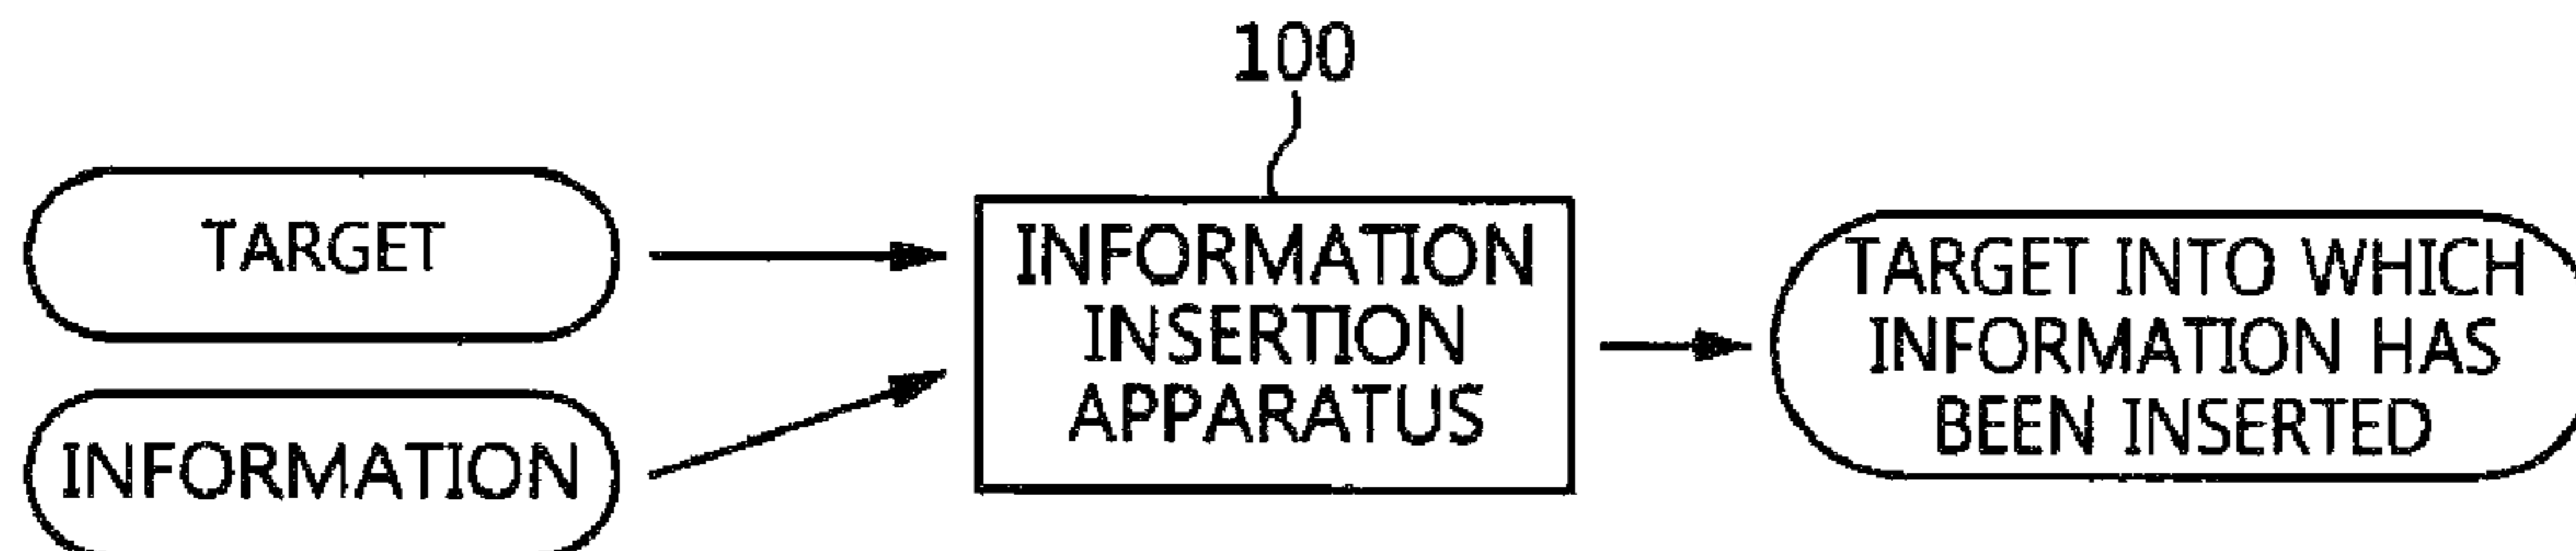 100
TARGET
INFORMATION
INFORMATION
INSERTION
APPARATUS
TARGET INTO WHICH
INFORMATION HAS
BEEN INSERTED